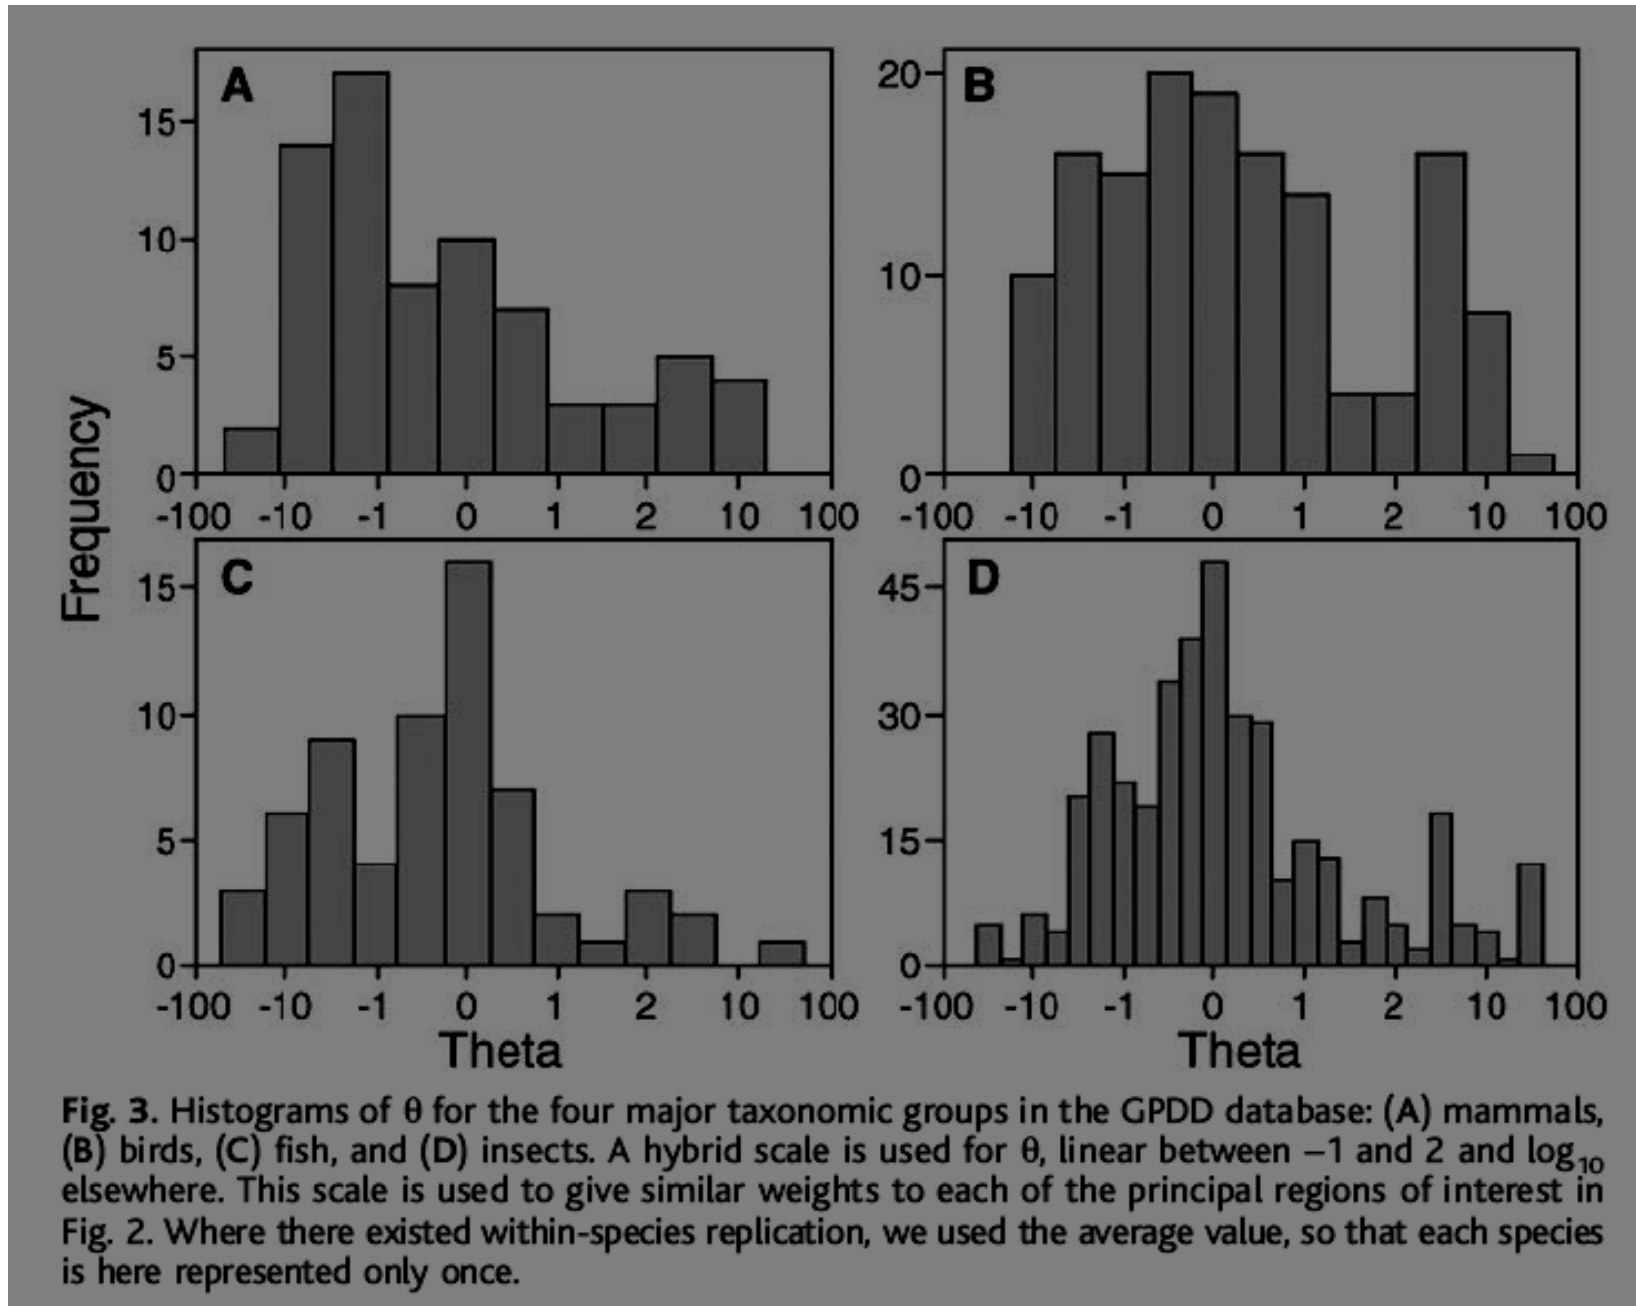 A
B
15
10
5
0
20
10
0
-100 -10 -1 0 1 2 10 100
-100 -10 -1 0 1 2 10 100
Frequency
C
D
15
10
5
0
45
30
15
0
-100 -10 -1 0 1 2 10 100
-100 -10 -1 0 1 2 10 100
Theta
Theta
Fig. 3. Histograms of θ for the four major taxonomic groups in the GPDD database: (A) mammals,
(B) birds, (C) fish, and (D) insects. A hybrid scale is used for θ, linear between −1 and 2 and log₁₀
elsewhere. This scale is used to give similar weights to each of the principal regions of interest in
Fig. 2. Where there existed within-species replication, we used the average value, so that each species
is here represented only once.